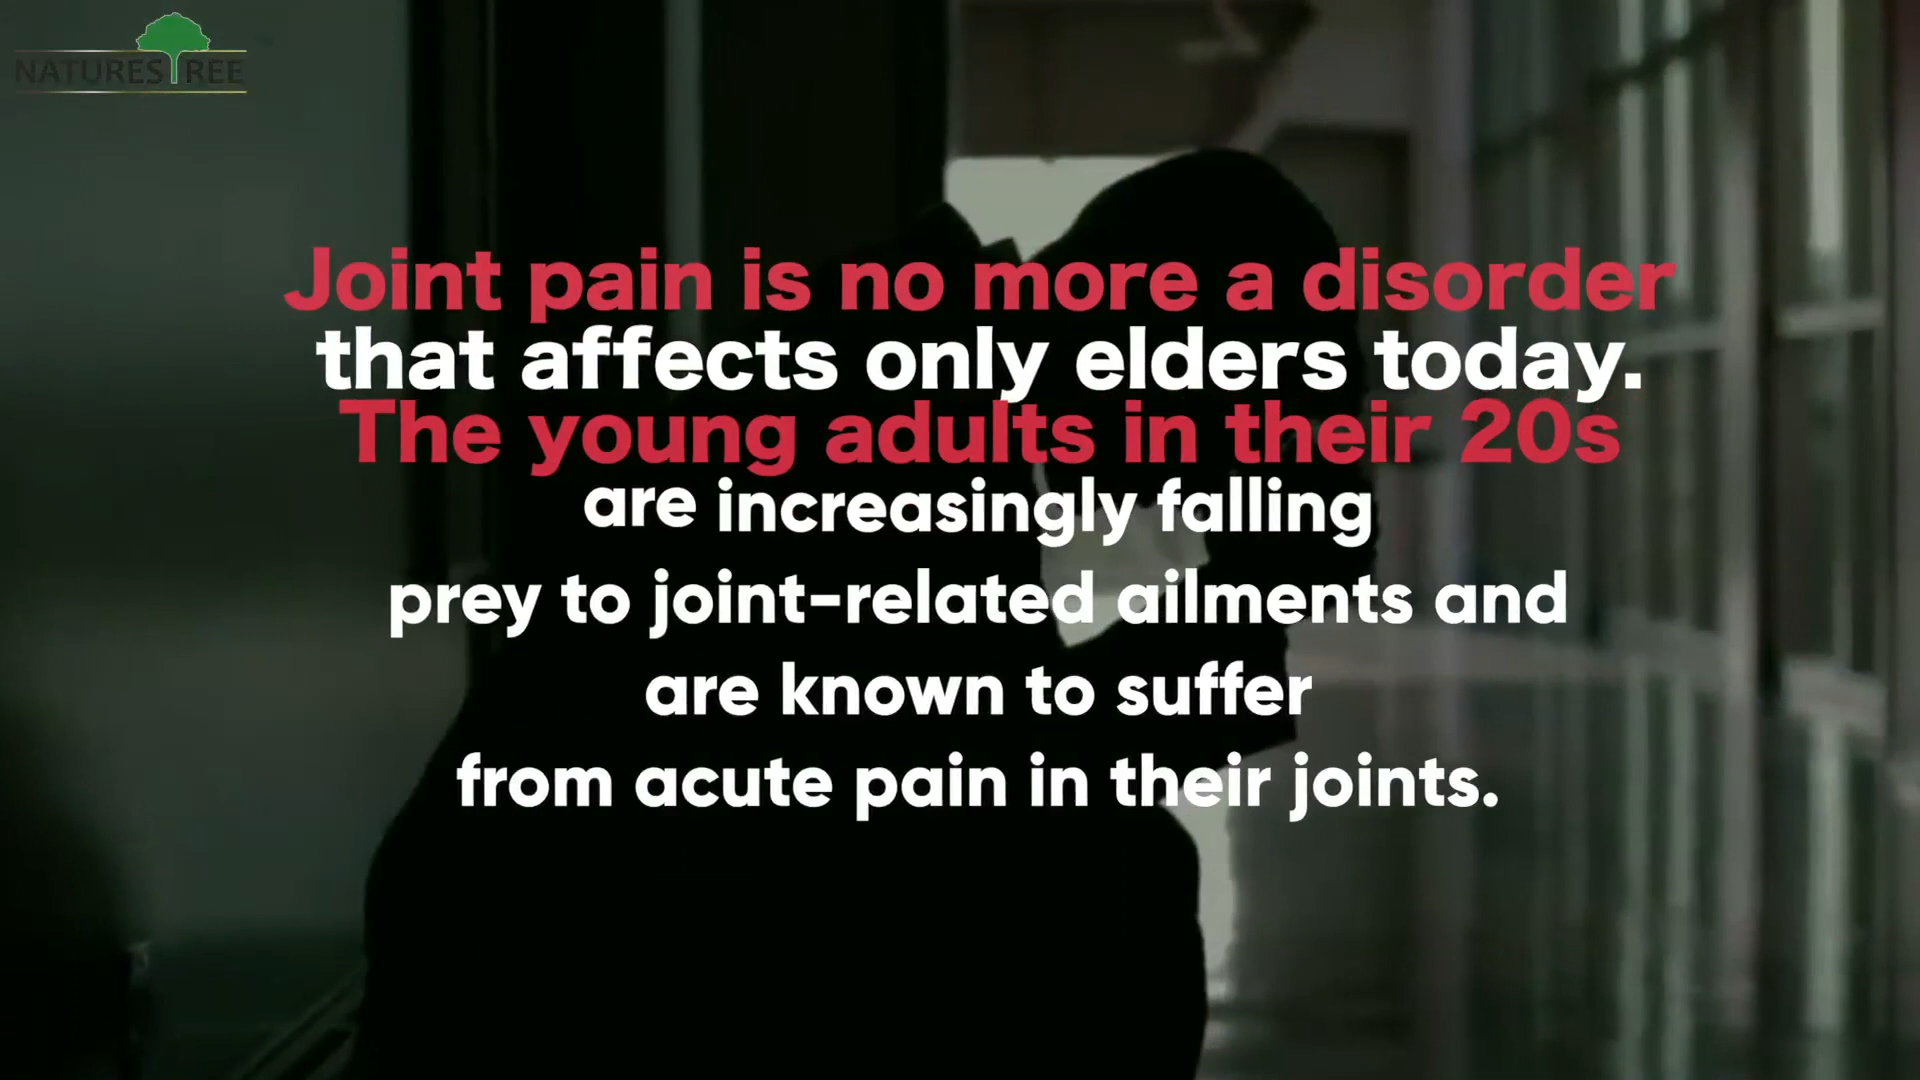 NATURES TREE
Joint pain is no more a disorder
that affects only elders today.
The young adults in their 20s
are increasingly falling
prey to joint-related ailments and
are known to suffer
from acute pain in their joints.